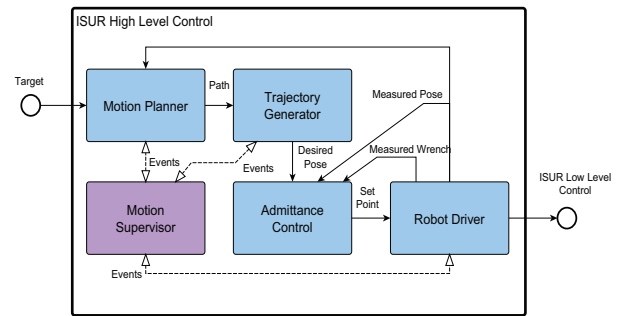 ISUR High Level Control
Target
Motion Planner
Path
Trajectory
Generator
Measured Pose
Events
Events
Desired
Pose
Measured Wrench
ISUR Low Level
Control
Motion
Supervisor
Admittance
Control
Set
Point
Robot Driver
Events